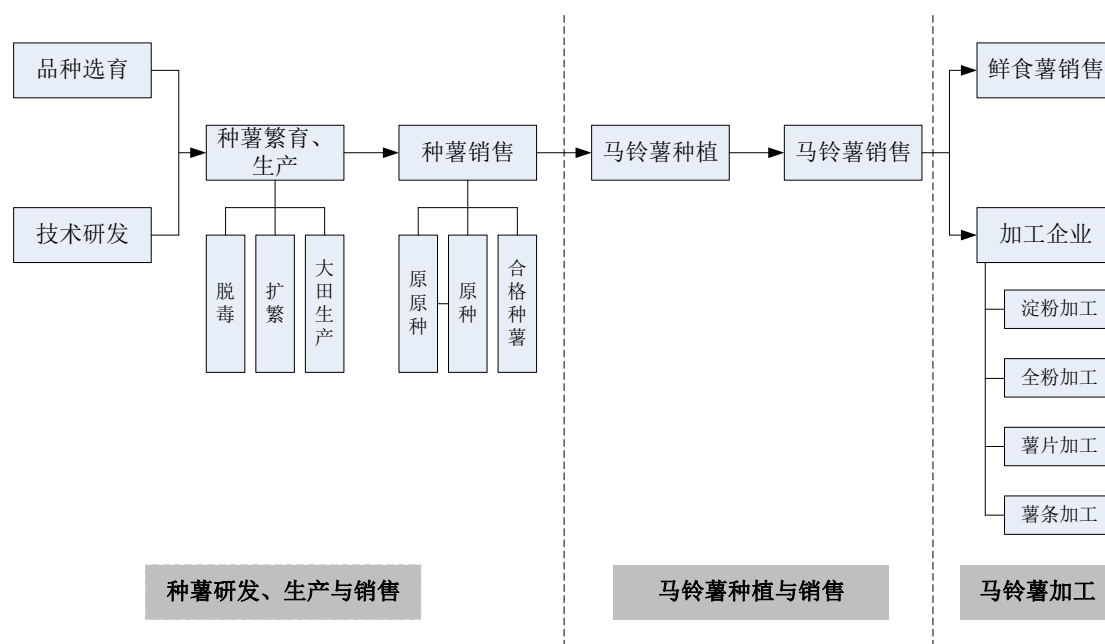 品种选育
技术研发
种薯繁育、
生产
脱毒
扩繁
大田生产
种薯销售
原原种
原种
合格种薯
马铃薯种植
马铃薯销售
鲜食薯销售
加工企业
淀粉加工
全粉加工
薯片加工
薯条加工
种薯研发、生产与销售
马铃薯种植与销售
马铃薯加工